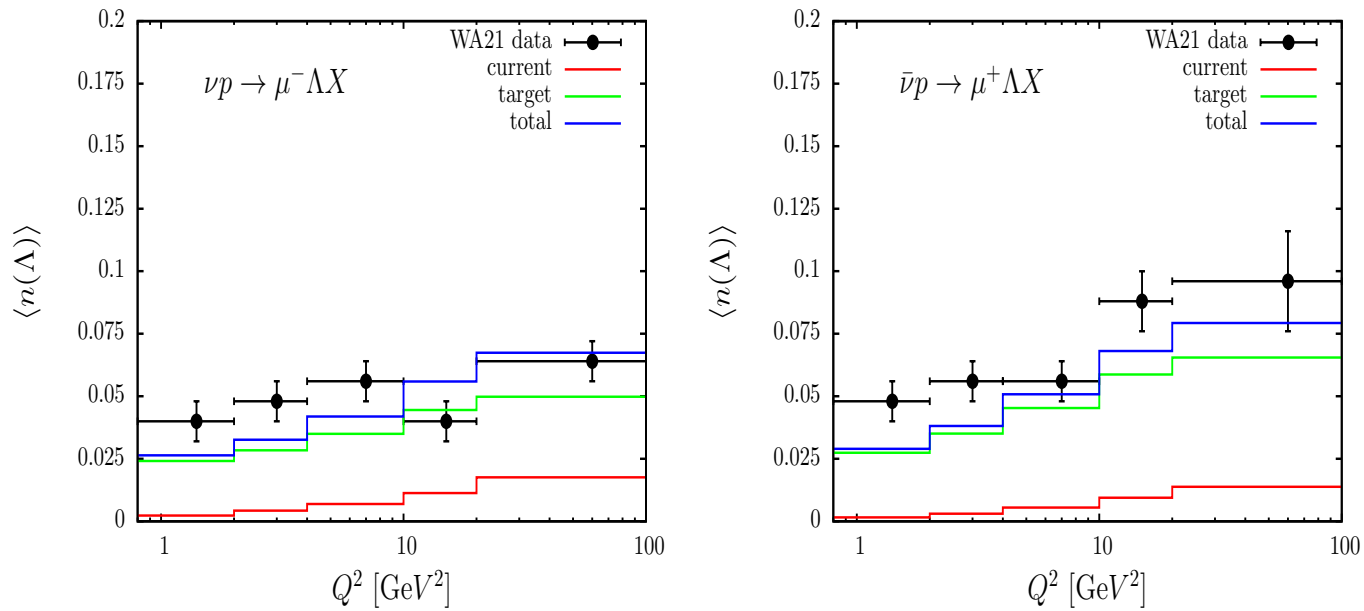 0.2
0.175
0.15
0.125
0.1
0.075
0.05
0.025
0
1
10
100
⟨n(Λ)⟩
Q² [GeV²]
νp → μ⁻ΛX
WA21 data
current
target
total
0.2
0.175
0.15
0.125
0.1
0.075
0.05
0.025
0
1
10
100
⟨n(Λ)⟩
Q² [GeV²]
ν̄p → μ⁺ΛX
WA21 data
current
target
total